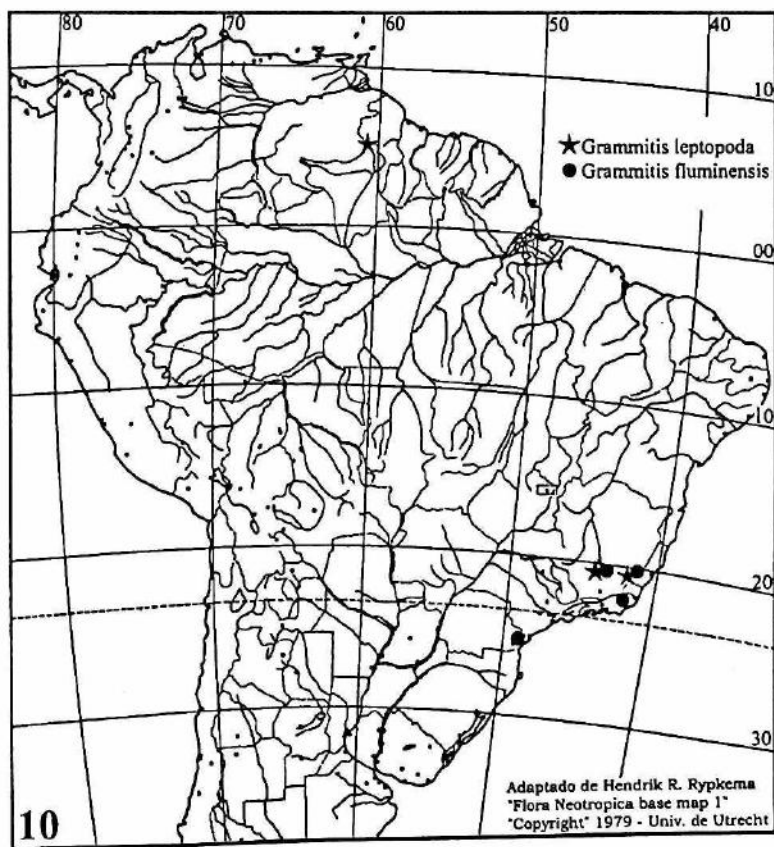 80 70 60 50 40
10
★ Grammitis leptopoda
● Grammitis fluminensis
00
10
20
30
Adaptado de Hendrik R. Rypkema
"Flora Neotropica base map 1"
"Copyright" 1979 - Univ. de Utrecht
10